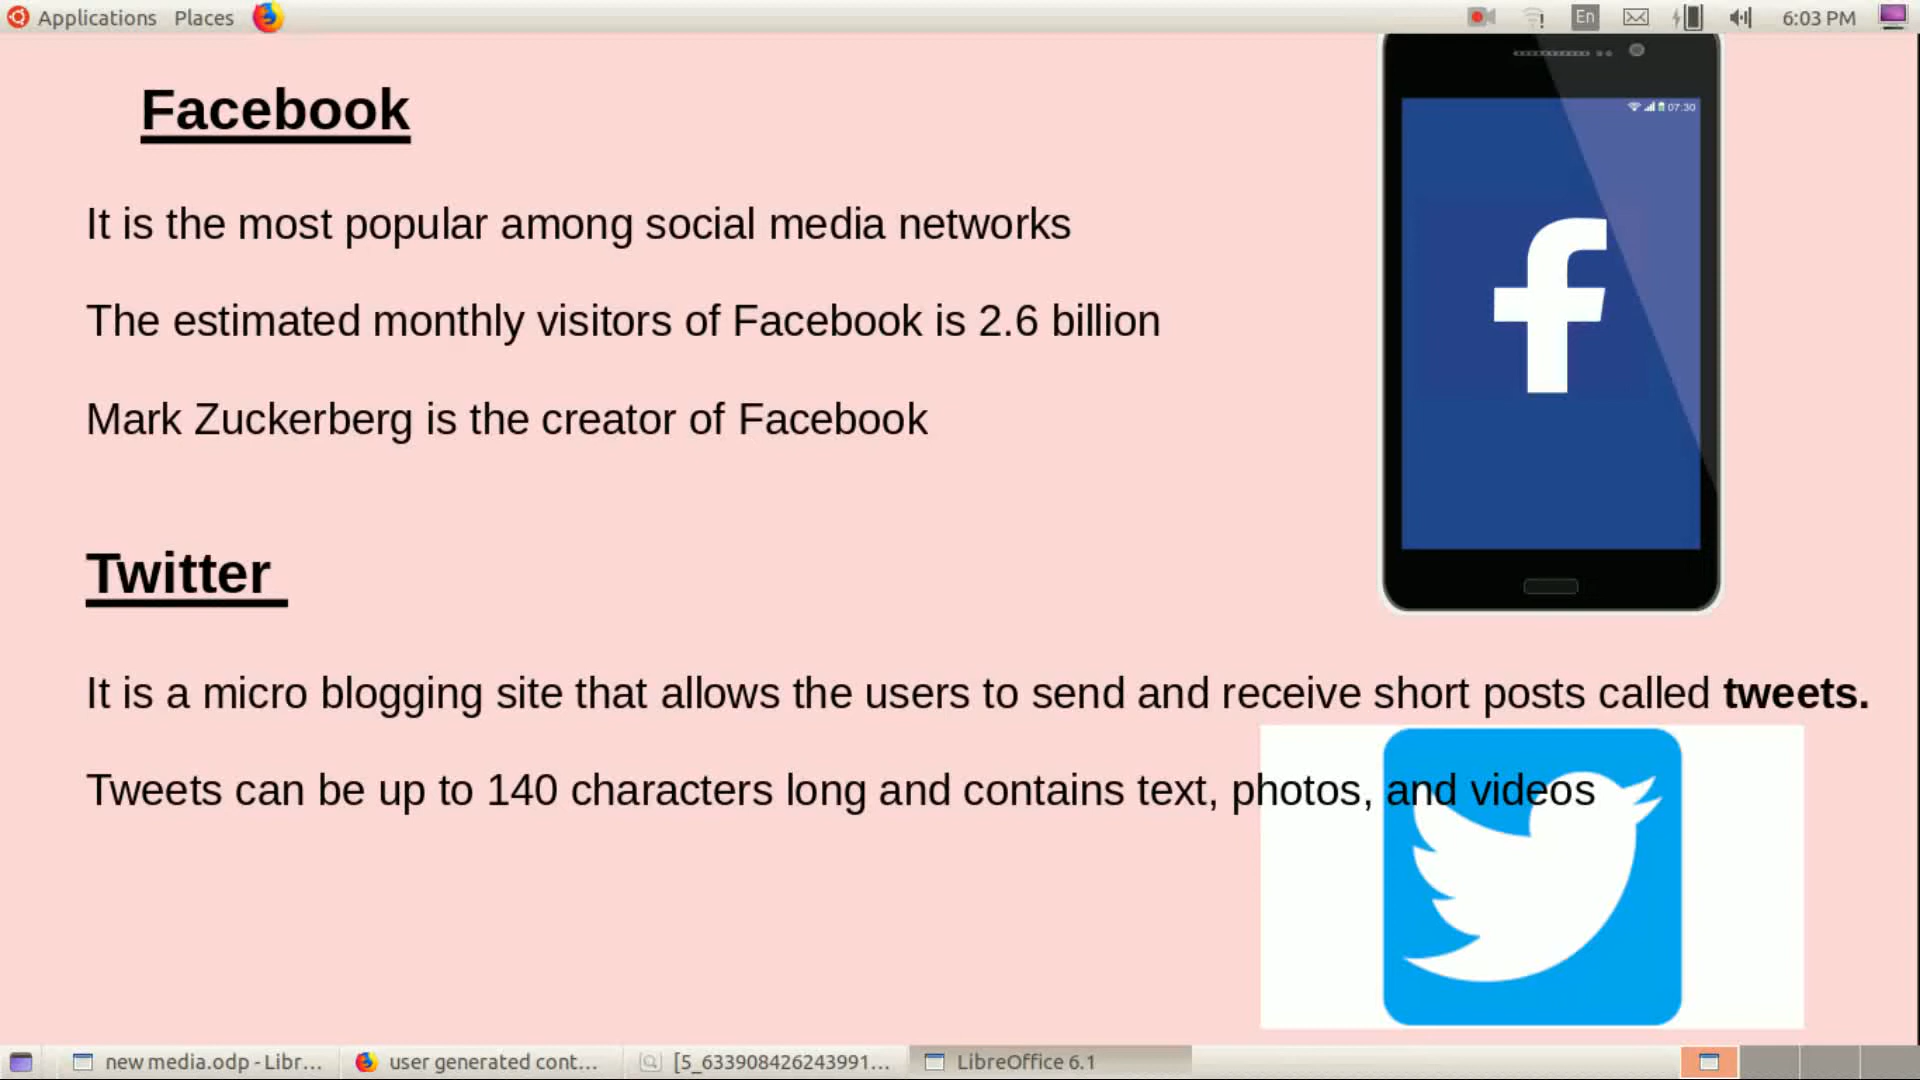 Applications Places
En
6:03 PM
07:30
Facebook
It is the most popular among social media networks
The estimated monthly visitors of Facebook is 2.6 billion
Mark Zuckerberg is the creator of Facebook
Twitter
It is a micro blogging site that allows the users to send and receive short posts called tweets.
Tweets can be up to 140 characters long and contains text, photos, and videos
new media.odp - Libr...
user generated cont...
[5_633908426243991...
LibreOffice 6.1